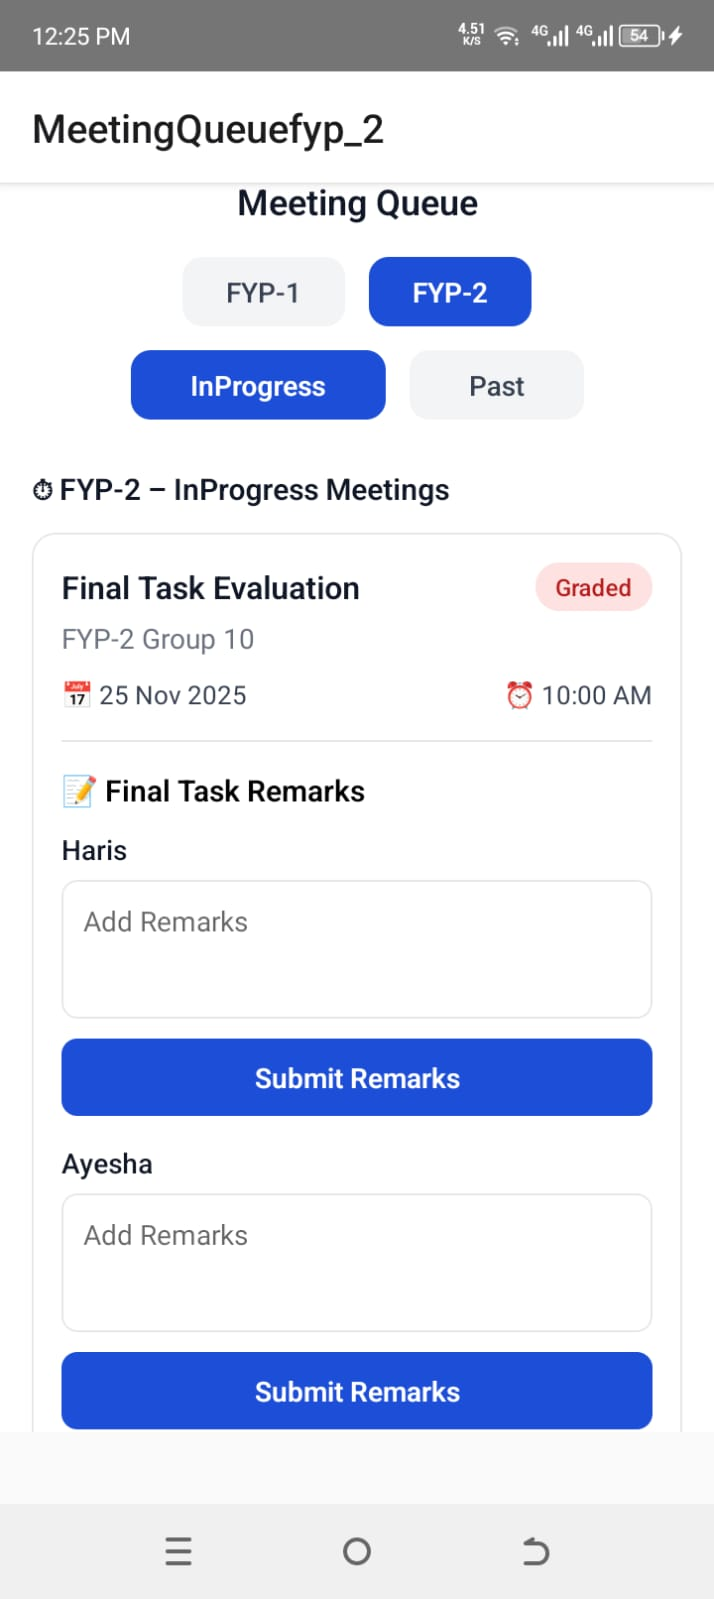 12:25 PM
4.51 K/S 4G 4G 54
MeetingQueuefyp_2
Meeting Queue
FYP-1 FYP-2
InProgress Past
⏱ FYP-2 – InProgress Meetings
Final Task Evaluation Graded
FYP-2 Group 10
📅 25 Nov 2025 ⏰ 10:00 AM
📝 Final Task Remarks
Haris
Add Remarks
Submit Remarks
Ayesha
Add Remarks
Submit Remarks